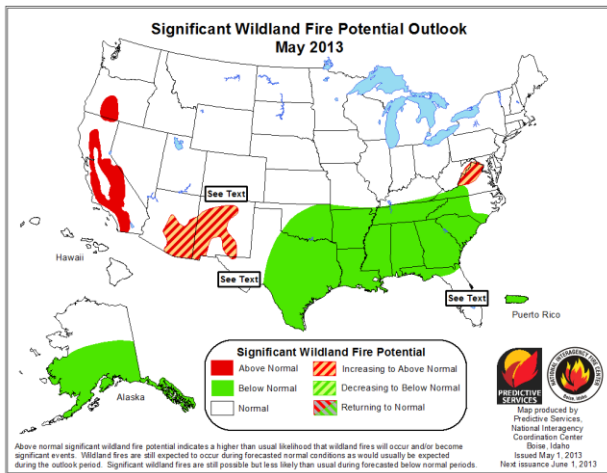 Significant Wildland Fire Potential Outlook
May 2013
See Text
See Text
See Text
Hawaii
Alaska
Puerto Rico
Significant Wildland Fire Potential
Above Normal
Below Normal
Normal
Increasing to Above Normal
Decreasing to Below Normal
Returning to Normal
PREDICTIVE
SERVICES
NATIONAL INTERAGENCY FIRE CENTER
Boise, Idaho
Map produced by
Predictive Services,
National Interagency
Coordination Center
Boise, Idaho
Issued May 1, 2013
Next issuance June 1, 2013
Above normal significant wildland fire potential indicates a higher than usual likelihood that wildland fires will occur and/or become
significant events. Wildland fires are still expected to occur during forecasted normal conditions as would usually be expected
during the outlook period. Significant wildland fires are still possible but less likely than usual during forecasted below normal periods.